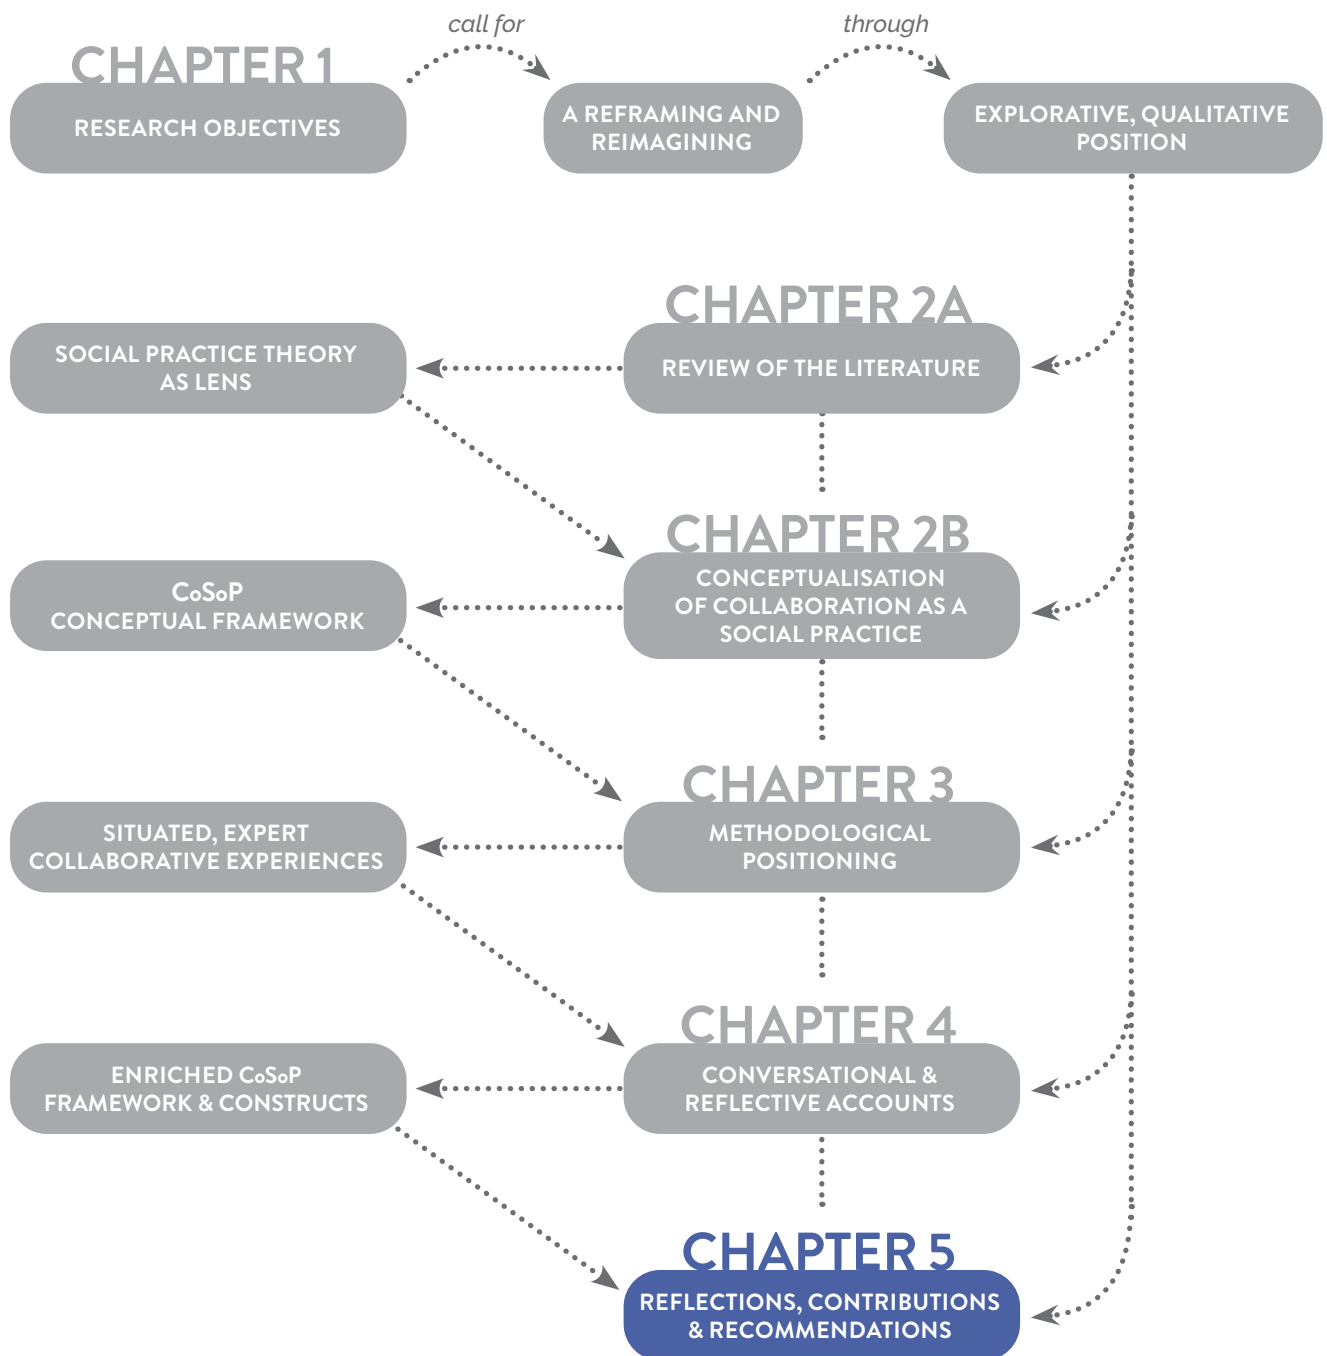 call for
through
CHAPTER 1
RESEARCH OBJECTIVES
A REFRAMING AND
REIMAGINING
EXPLORATIVE, QUALITATIVE
POSITION
CHAPTER 2A
SOCIAL PRACTICE THEORY
AS LENS
REVIEW OF THE LITERATURE
CHAPTER 2B
CoSoP
CONCEPTUAL FRAMEWORK
CONCEPTUALISATION
OF COLLABORATION AS A
SOCIAL PRACTICE
CHAPTER 3
SITUATED, EXPERT
COLLABORATIVE EXPERIENCES
METHODOLOGICAL
POSITIONING
CHAPTER 4
ENRICHED CoSoP
FRAMEWORK & CONSTRUCTS
CONVERSATIONAL &
REFLECTIVE ACCOUNTS
CHAPTER 5
REFLECTIONS, CONTRIBUTIONS
& RECOMMENDATIONS